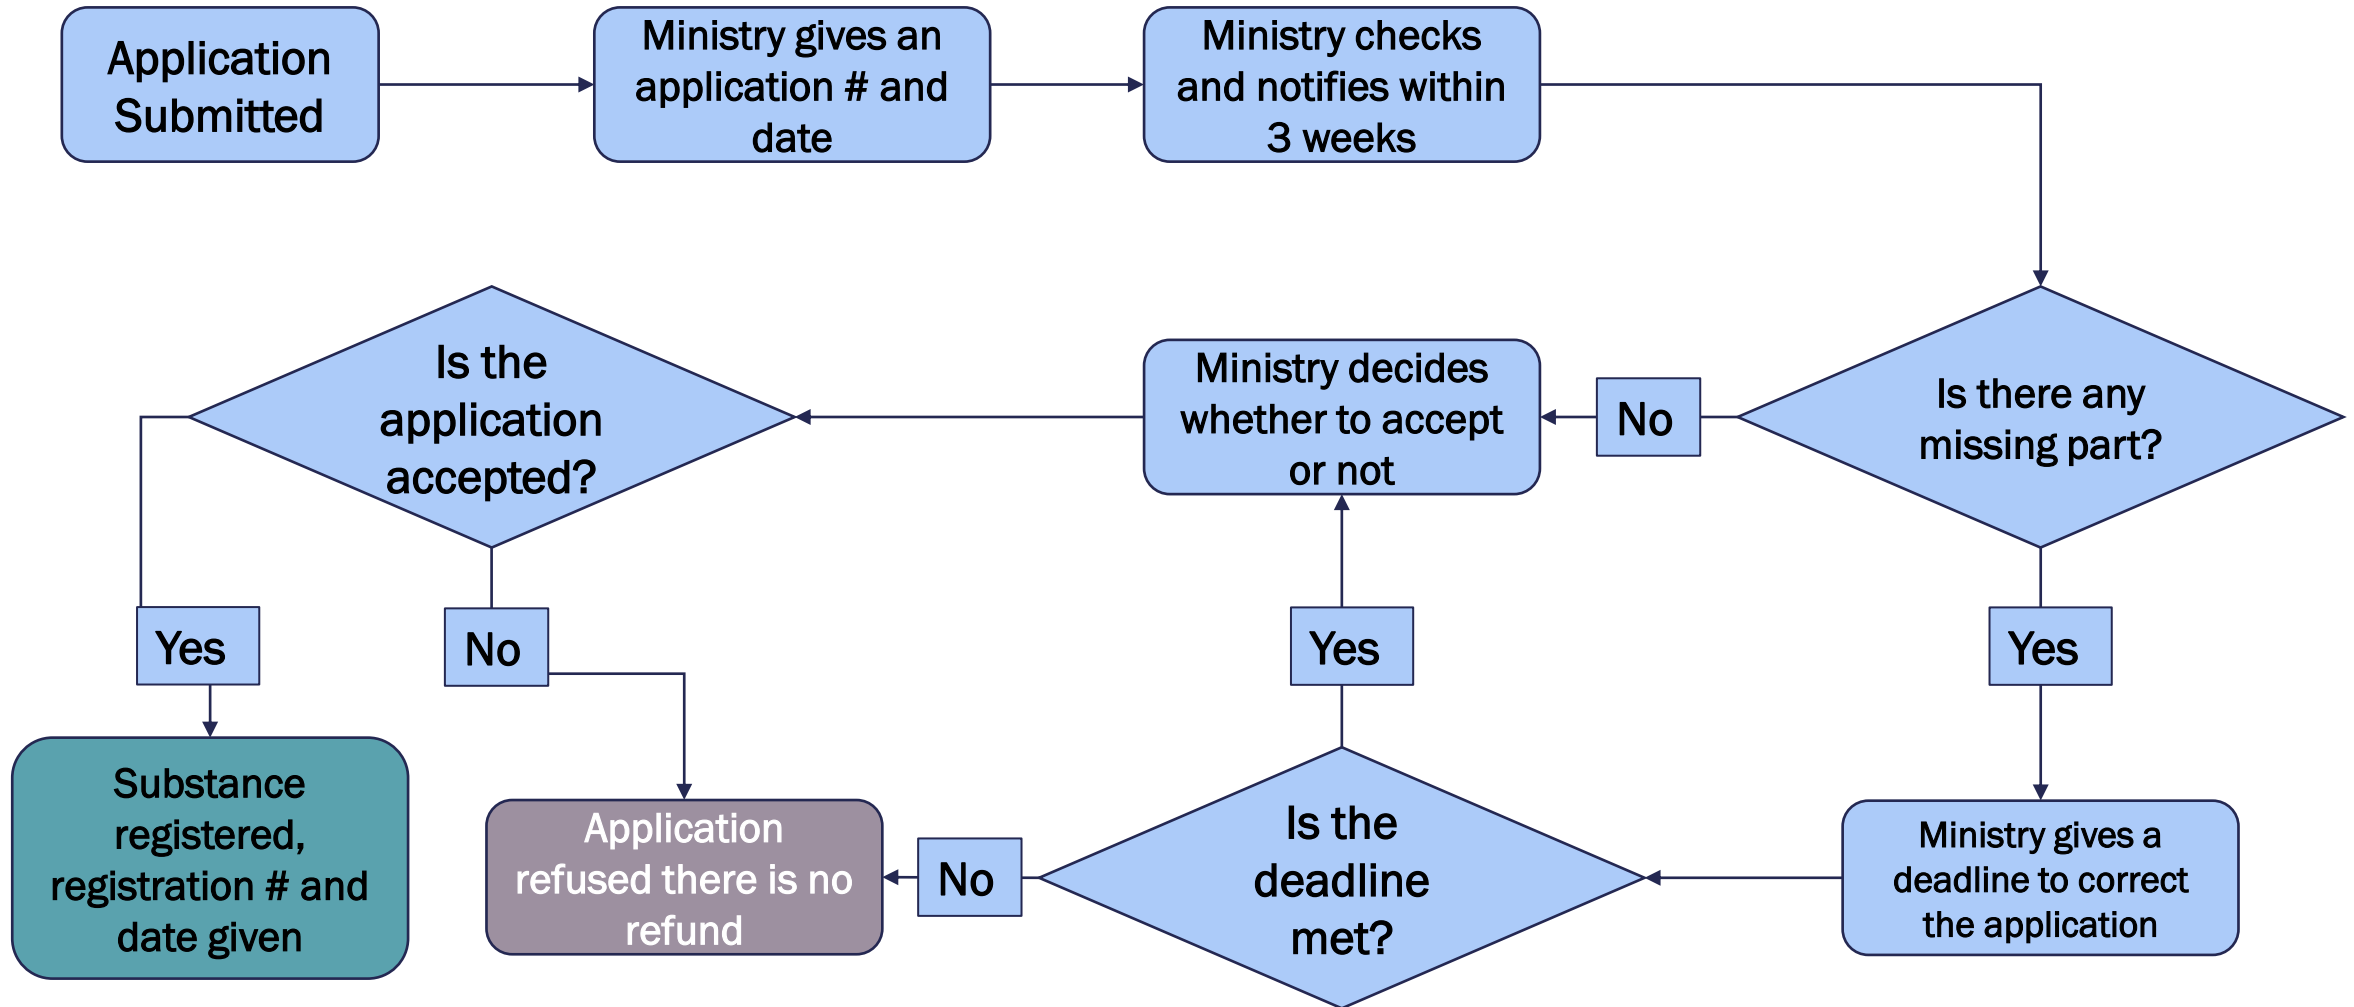 Application
Submitted
Ministry gives an
application # and
date
Ministry checks
and notifies within
3 weeks
Is the
application
accepted?
Ministry decides
whether to accept
or not
No
Is there any
missing part?
Yes
No
Yes
Yes
Substance
registered,
registration # and
date given
Application
refused there is no
refund
No
Is the
deadline
met?
Ministry gives a
deadline to correct
the application